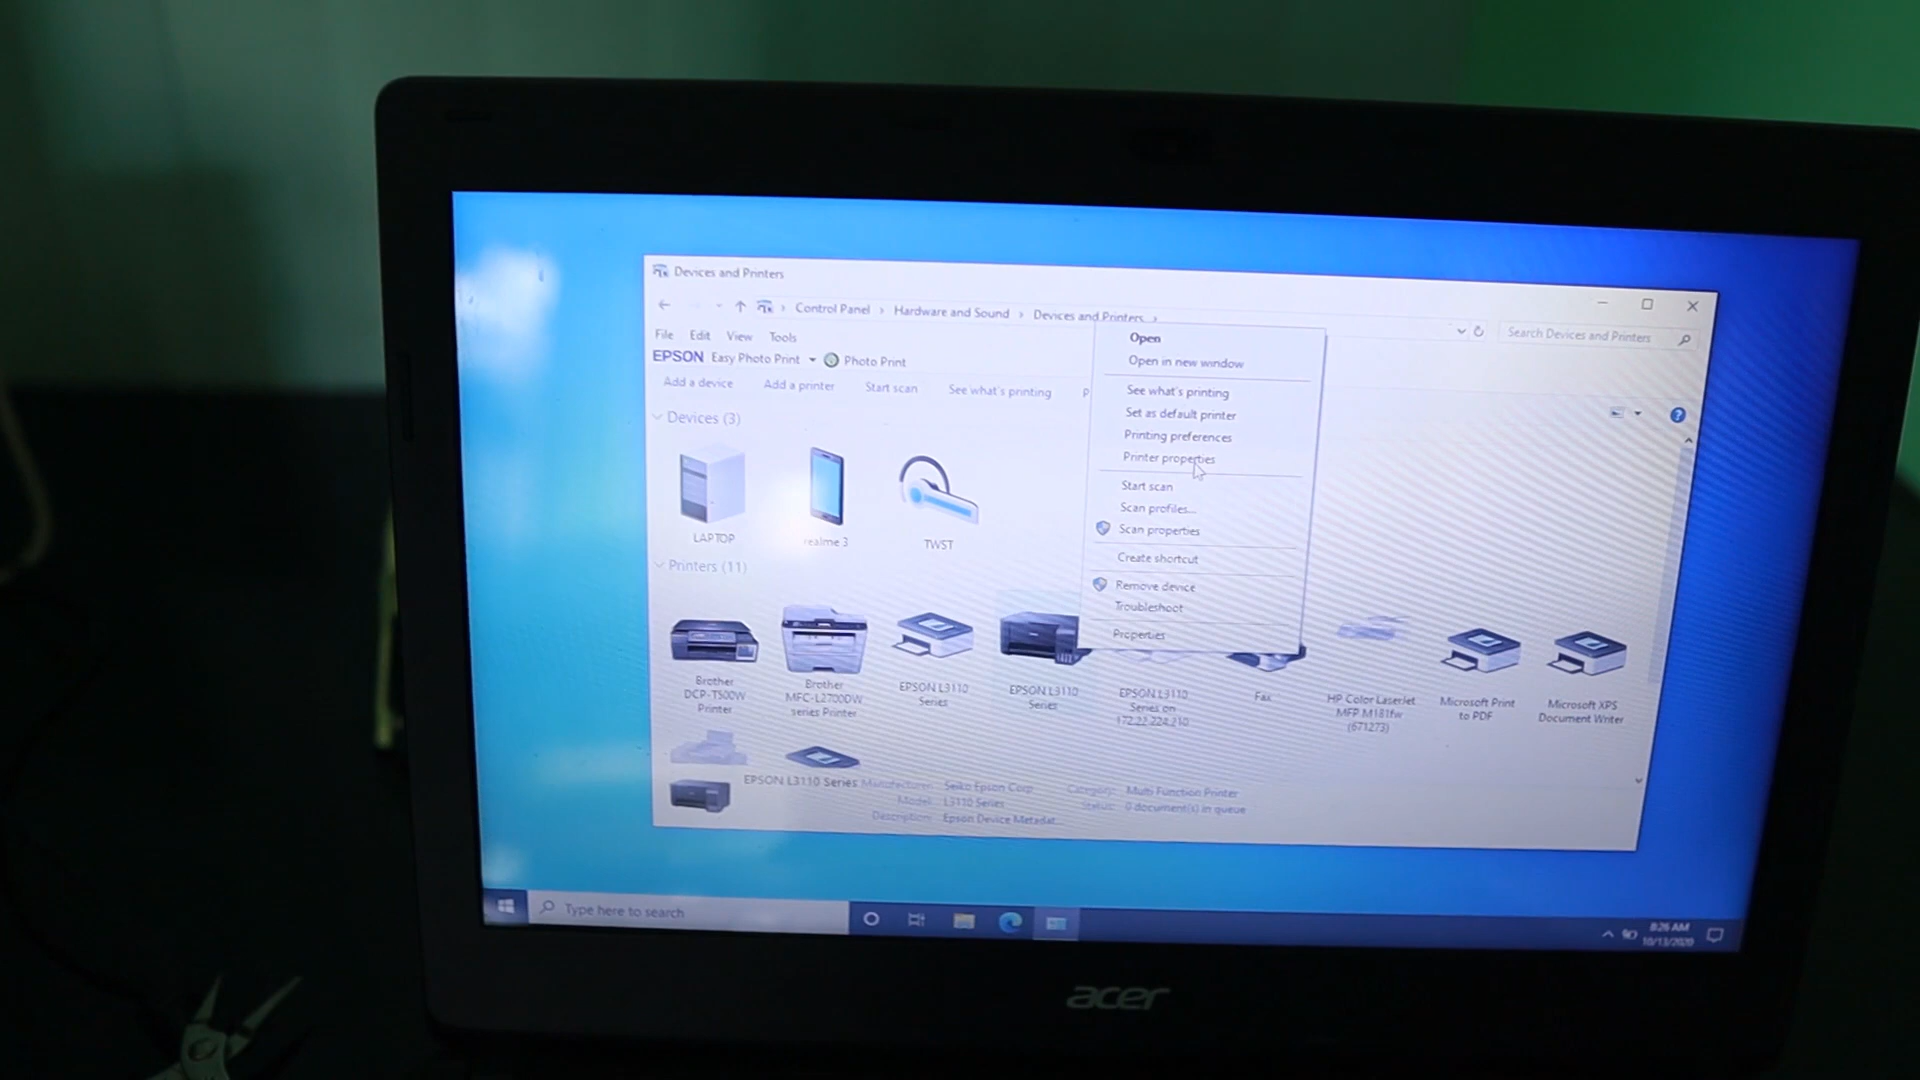 Devices and Printers
Control Panel > Hardware and Sound > Devices and Printers >
Search Devices and Printers
File Edit View Tools
EPSON Easy Photo Print Photo Print
Add a device Add a printer Start scan See what's printing P
Open
Open in new window
See what's printing
Set as default printer
Printing preferences
Printer properties
Start scan
Scan profiles...
Scan properties
Create shortcut
Remove device
Troubleshoot
Properties
Devices (3)
LAPTOP
realme 3
TWST
Printers (11)
Brother
DCP-T500W
Printer
Brother
MFC-L2700DW
series Printer
EPSON L3110
Series
EPSON L3110
Series
EPSON L3110
Series on
172.22.224.210
Fax
HP Color LaserJet
MFP M181fw
(671273)
Microsoft Print
to PDF
Microsoft XPS
Document Writer
EPSON L3110 Series Manufacturer: Seiko Epson Corp Category: Multi Function Printer
Model: L3110 Series Status: 0 document(s) in queue
Description: Epson Device Metadat...
Type here to search
8:26 AM
10/13/2020
acer